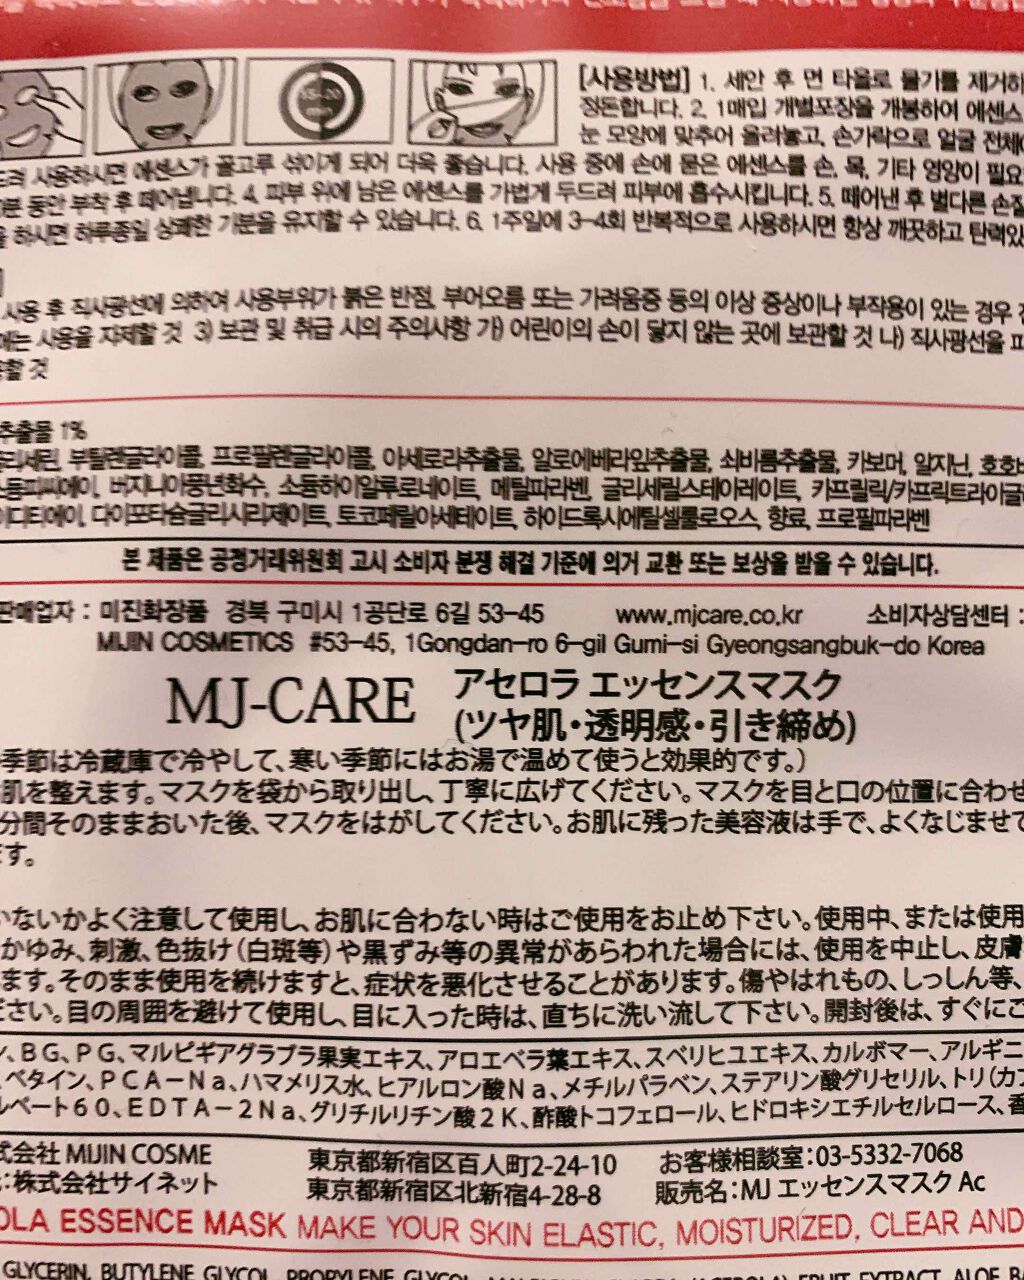 [사용방법] 1. 세안 후 면 타올로 물기를 제거하
정돈합니다. 2. 1매입 개별포장을 개봉하여 에센스
눈 모양에 맞추어 올려놓고, 손가락으로 얼굴 전체
드려 사용하시면 에센스가 골고루 섞이게 되어 더욱 좋습니다. 사용 중에 손에 묻은 에센스를 손, 목, 기타 영양이 필요
분 동안 부착 후 떼어냅니다. 4. 피부 위에 남은 에센스를 가볍게 두드려 피부에 흡수시킵니다. 5. 떼어낸 후 별다른 손질
을 하시면 하루종일 상쾌한 기분을 유지할 수 있습니다. 6. 1주일에 3-4회 반복적으로 사용하시면 항상 깨끗하고 탄력있
사용 후 직사광선에 의하여 사용부위가 붉은 반점, 부어오름 또는 가려움증 등의 이상 증상이나 부작용이 있는 경우 전
에는 사용을 자제할 것 3) 보관 및 취급 시의 주의사항 가) 어린이의 손이 닿지 않는 곳에 보관할 것 나) 직사광선을 피
할 것
추출물 1%
글리세린, 부틸렌글라이콜, 프로필렌글라이콜, 아세로라추출물, 알로에베라잎추출물, 쇠비름추출물, 카보머, 알지닌, 호호바
소듐피씨에이, 버지니아풍년화수, 소듐하이알루로네이트, 메틸파라벤, 글리세릴스테아레이트, 카프릴릭/카프릭트라이글
이디티에이, 다이포타슘글리시리제이트, 토코페릴아세테이트, 하이드록시에틸셀룰로오스, 향료, 프로필파라벤
본 제품은 공정거래위원회 고시 소비자 분쟁 해결 기준에 의거 교환 또는 보상을 받을 수 있습니다.
판매업자 : 미진화장품 경북 구미시 1공단로 6길 53-45 www.mjcare.co.kr 소비자상담센터 :
MIJIN COSMETICS #53-45, 1Gongdan-ro 6-gil Gumi-si Gyeongsangbuk-do Korea
MJ-CARE アセロラ エッセンスマスク
(ツヤ肌・透明感・引き締め)
季節は冷蔵庫で冷やして、寒い季節にはお湯で温めて使うと効果的です。)
肌を整えます。マスクを袋から取り出し、丁寧に広げてください。マスクを目と口の位置に合わせ
分間そのままおいた後、マスクをはがしてください。お肌に残った美容液は手で、よくなじませて
ます。
いないかよく注意して使用し、お肌に合わない時はご使用をお止め下さい。使用中、または使用
かゆみ、刺激、色抜け(白斑等)や黒ずみ等の異常があらわれた場合には、使用を中止し、皮膚
ます。そのまま使用を続けますと、症状を悪化させることがあります。傷やはれもの、しっしん等、
ださい。目の周囲を避けて使用し、目に入った時は、直ちに洗い流して下さい。開封後は、すぐにご
ン、BG、PG、マルピギアグラブラ果実エキス、アロエベラ葉エキス、スベリヒユエキス、カルボマー、アルギニ
、ベタイン、PCA-Na、ハマメリス水、ヒアルロン酸Na、メチルパラベン、ステアリン酸グリセリル、トリ(カプ
ルベート60、EDTA-2Na、グリチルリチン酸2K、酢酸トコフェロール、ヒドロキシエチルセルロース、香
式会社 MIJIN COSME 東京都新宿区百人町2-24-10 お客様相談室:03-5332-7068
:株式会社サイネット 東京都新宿区北新宿4-28-8 販売名:MJ エッセンスマスク Ac
OLA ESSENCE MASK MAKE YOUR SKIN ELASTIC, MOISTURIZED, CLEAR AND
GLYCERIN, BUTYLENE GLYCOL, PROPYLENE GLYCOL, (ACEROLA) FRUIT EXTRACT, ALOE BA